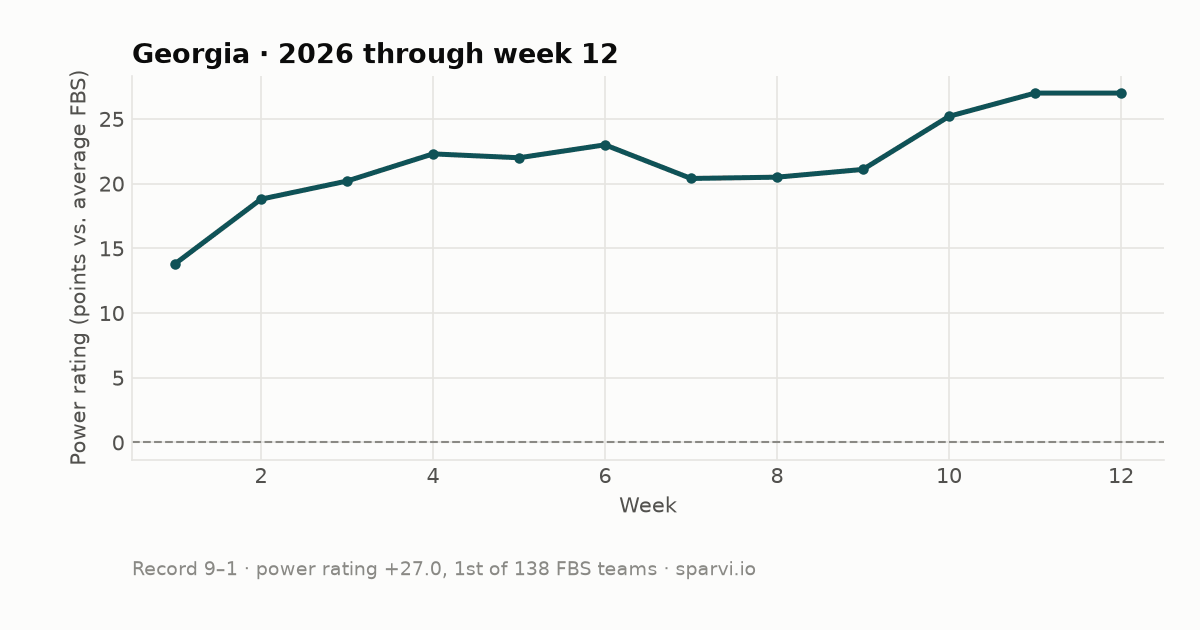 Georgia · 2026 through week 12
Power rating (points vs. average FBS)
25
20
15
10
5
0
2 4 6 8 10 12
Week
Record 9–1 · power rating +27.0, 1st of 138 FBS teams · sparvi.io